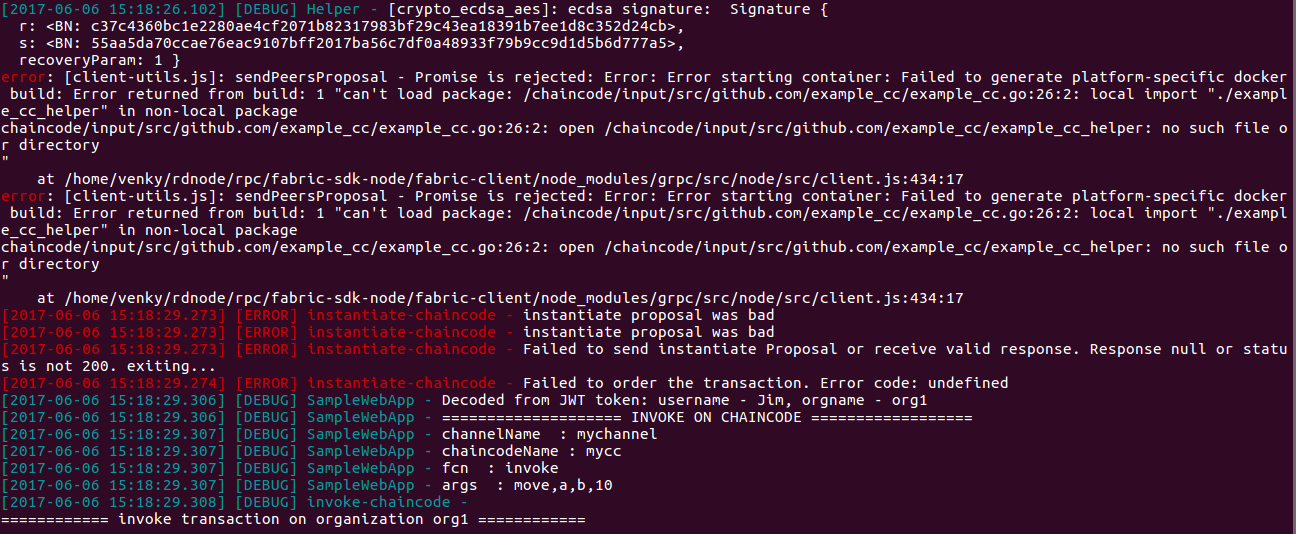 [2017-06-06 15:18:26.102] [DEBUG] Helper - [crypto_ecdsa_aes]: ecdsa signature:  Signature {
  r: <BN: c37c4360bc1e2280ae4cf2071b82317983bf29c43ea18391b7ee1d8c352d24cb>,
  s: <BN: 55aa5da70ccae76eac9107bff2017ba56c7df0a48933f79b9cc9d1d5b6d777a5>,
  recoveryParam: 1 }
error: [client-utils.js]: sendPeersProposal - Promise is rejected: Error: Error starting container: Failed to generate platform-specific docker
 build: Error returned from build: 1 "can't load package: /chaincode/input/src/github.com/example_cc/example_cc.go:26:2: local import "./exampl
e_cc_helper" in non-local package
chaincode/input/src/github.com/example_cc/example_cc.go:26:2: open /chaincode/input/src/github.com/example_cc/example_cc_helper: no such file o
r directory
"
    at /home/venky/rdnode/rpc/fabric-sdk-node/fabric-client/node_modules/grpc/src/node/src/client.js:434:17
error: [client-utils.js]: sendPeersProposal - Promise is rejected: Error: Error starting container: Failed to generate platform-specific docker
 build: Error returned from build: 1 "can't load package: /chaincode/input/src/github.com/example_cc/example_cc.go:26:2: local import "./exampl
e_cc_helper" in non-local package
chaincode/input/src/github.com/example_cc/example_cc.go:26:2: open /chaincode/input/src/github.com/example_cc/example_cc_helper: no such file o
r directory
"
    at /home/venky/rdnode/rpc/fabric-sdk-node/fabric-client/node_modules/grpc/src/node/src/client.js:434:17
[2017-06-06 15:18:29.273] [ERROR] instantiate-chaincode - instantiate proposal was bad
[2017-06-06 15:18:29.273] [ERROR] instantiate-chaincode - instantiate proposal was bad
[2017-06-06 15:18:29.273] [ERROR] instantiate-chaincode - Failed to send instantiate Proposal or receive valid response. Response null or statu
s is not 200. exiting...
[2017-06-06 15:18:29.274] [ERROR] instantiate-chaincode - Failed to order the transaction. Error code: undefined
[2017-06-06 15:18:29.306] [DEBUG] SampleWebApp - Decoded from JWT token: username - Jim, orgname - org1
[2017-06-06 15:18:29.306] [DEBUG] SampleWebApp - ==================== INVOKE ON CHAINCODE ==================
[2017-06-06 15:18:29.307] [DEBUG] SampleWebApp - channelName  : mychannel
[2017-06-06 15:18:29.307] [DEBUG] SampleWebApp - chaincodeName : mycc
[2017-06-06 15:18:29.307] [DEBUG] SampleWebApp - fcn  : invoke
[2017-06-06 15:18:29.307] [DEBUG] SampleWebApp - args  : move,a,b,10
[2017-06-06 15:18:29.308] [DEBUG] invoke-chaincode -
============ invoke transaction on organization org1 ============